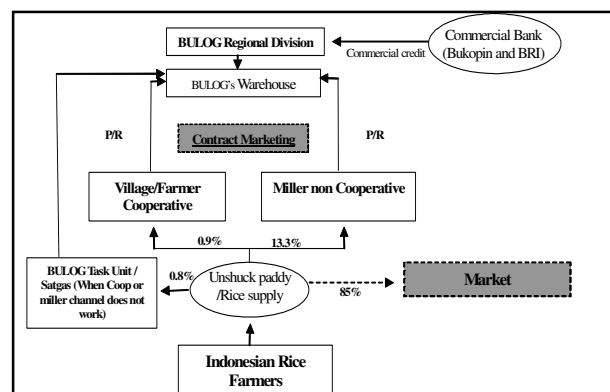 BULOG Regional Division
Commercial credit
Commercial Bank
(Bukopin and BRI)
BULOG's Warehouse
P/R
Contract Marketing
P/R
Village/Farmer
Cooperative
Miller non Cooperative
0.9%
13.3%
BULOG Task Unit /
Satgas (When Coop or
miller channel does not
work)
0.8%
Unshuck paddy
/Rice supply
85%
Market
Indonesian Rice
Farmers